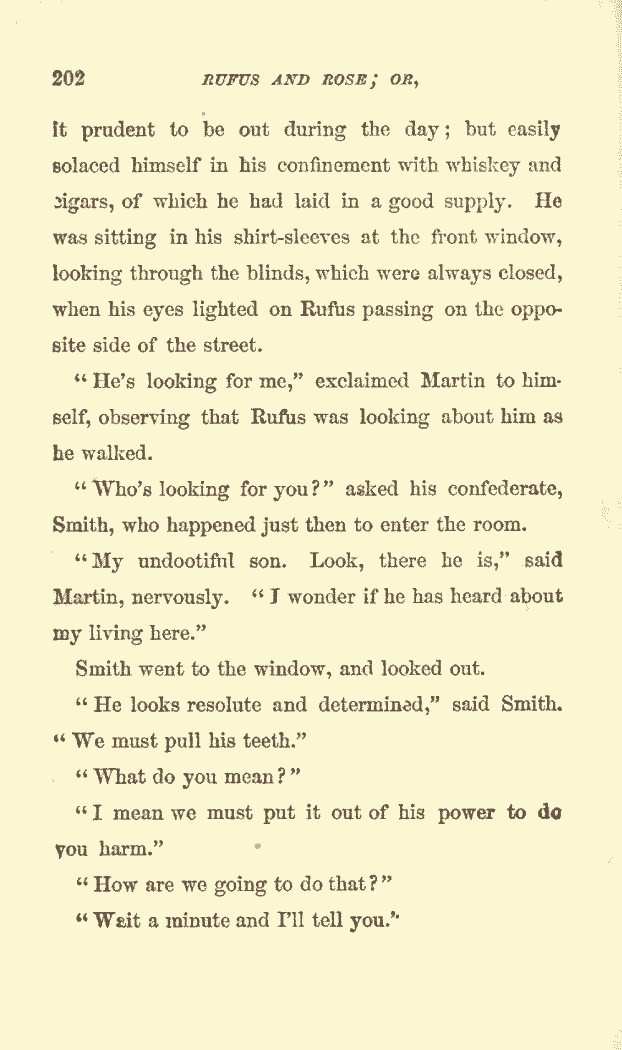 202 RUFUS AND ROSE; OR,
it prudent to be out during the day; but easily
solaced himself in his confinement with whiskey and
cigars, of which he had laid in a good supply. He
was sitting in his shirt-sleeves at the front window,
looking through the blinds, which were always closed,
when his eyes lighted on Rufus passing on the oppo-
site side of the street.
"He's looking for me," exclaimed Martin to him-
self, observing that Rufus was looking about him as
he walked.
"Who's looking for you?" asked his confederate,
Smith, who happened just then to enter the room.
"My undootiful son. Look, there he is," said
Martin, nervously. "I wonder if he has heard about
my living here."
Smith went to the window, and looked out.
"He looks resolute and determined," said Smith.
"We must pull his teeth."
"What do you mean?"
"I mean we must put it out of his power to do
you harm."
"How are we going to do that?"
"Wait a minute and I'll tell you."